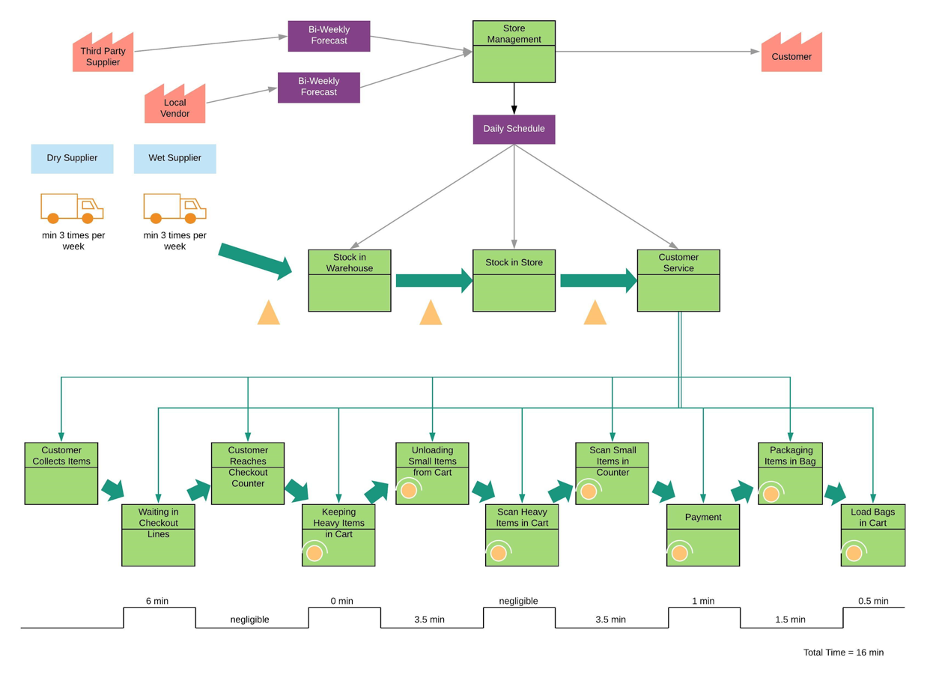 Third Party
Supplier
Bi-Weekly
Forecast
Store
Management
Customer
Local
Vendor
Bi-Weekly
Forecast
Daily Schedule
Dry Supplier
Wet Supplier
min 3 times per
week
min 3 times per
week
Stock in
Warehouse
Stock in Store
Customer
Service
Customer
Collects Items
Waiting in
Checkout
Lines
Customer
Reaches
Checkout
Counter
Keeping
Heavy Items
in Cart
Unloading
Small Items
from Cart
Scan Heavy
Items in Cart
Scan Small
Items in
Counter
Payment
Packaging
Items in Bag
Load Bags
in Cart
6 min
negligible
0 min
3.5 min
negligible
3.5 min
1 min
1.5 min
0.5 min
Total Time = 16 min